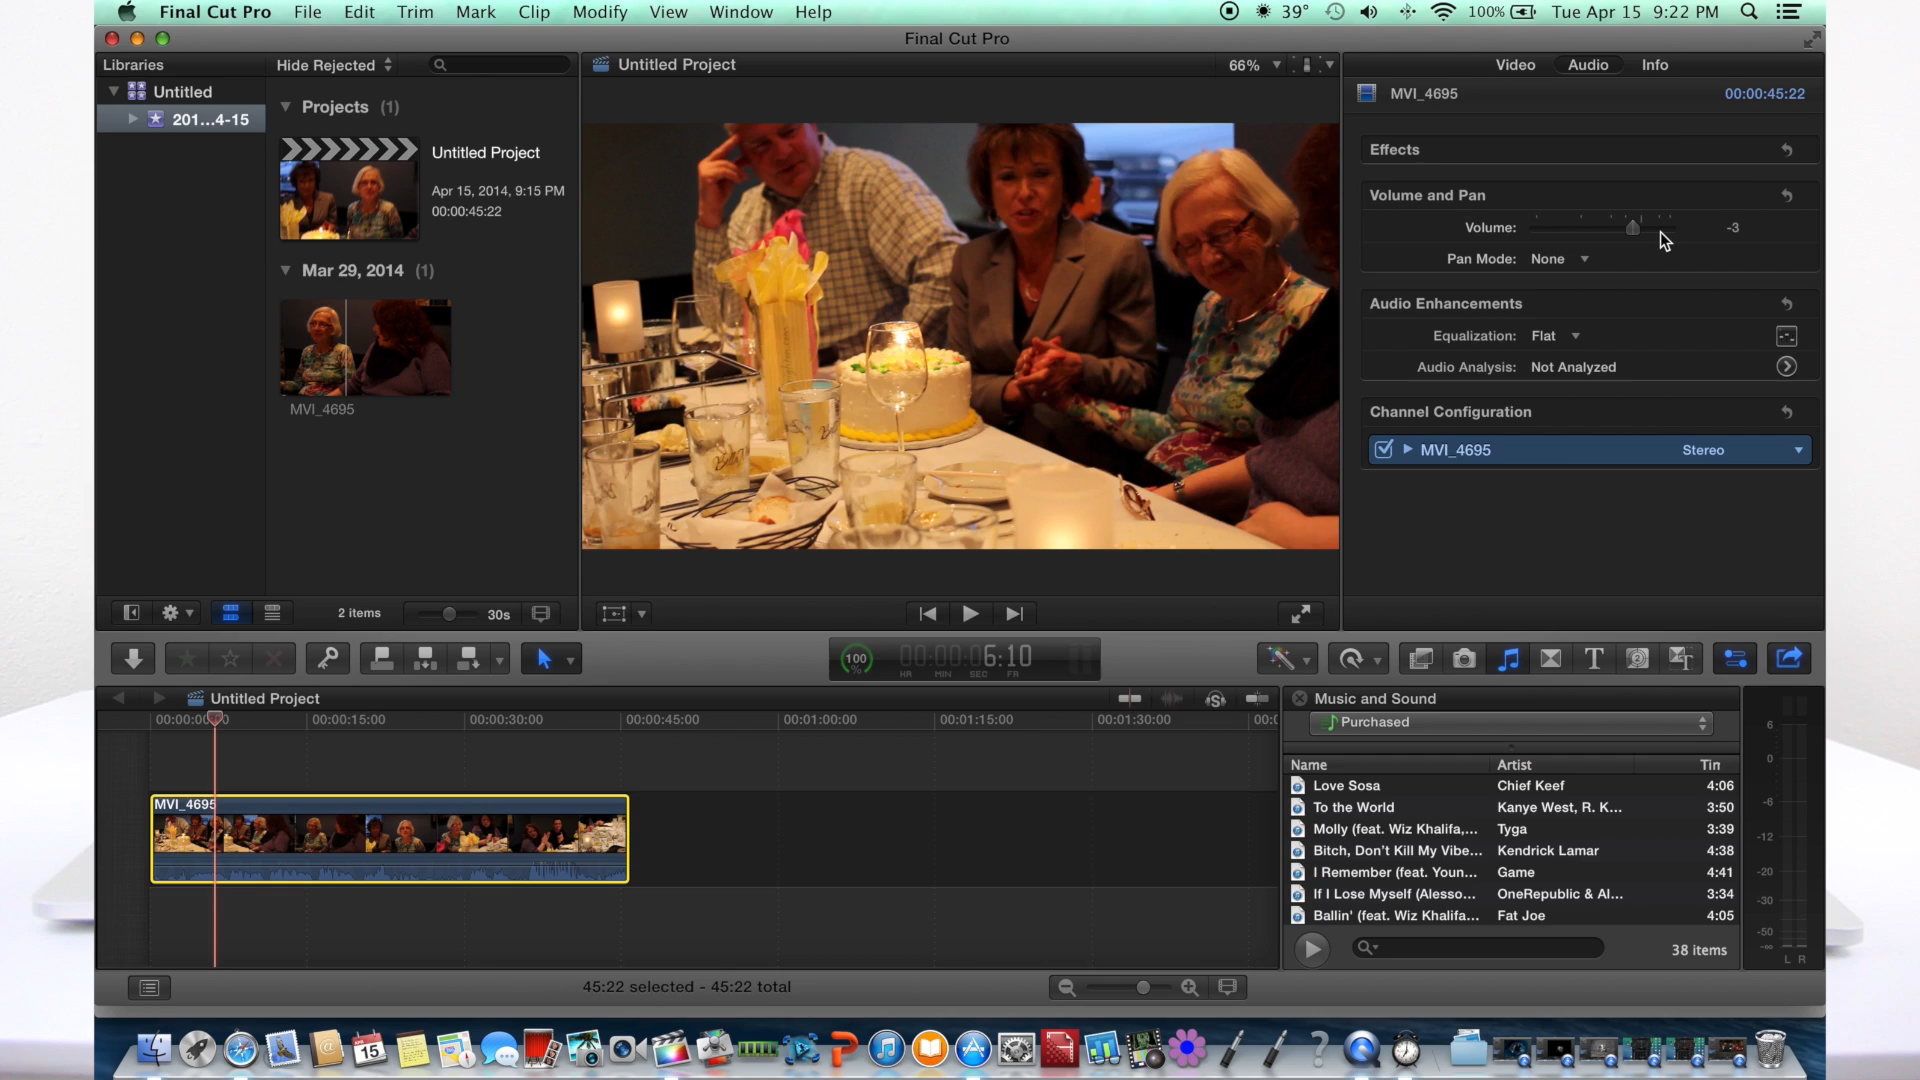 Final Cut Pro File Edit Trim Mark Clip Modify View Window Help 39° 100% Tue Apr 15 9:22 PM
Final Cut Pro
Libraries Hide Rejected
Untitled Project 66%
Video Audio Info
Untitled
201...4-15
Projects (1)
Untitled Project
Apr 15, 2014, 9:15 PM
00:00:45:22
Mar 29, 2014 (1)
MVI_4695
MVI_4695 00:00:45:22
Effects
Volume and Pan
Volume: -3
Pan Mode: None
Audio Enhancements
Equalization: Flat
Audio Analysis: Not Analyzed
Channel Configuration
MVI_4695 Stereo
2 items 30s
100 % 00:00:06:10
HR MIN SEC FR
Untitled Project
00:00:15:00 00:00:30:00 00:00:45:00 00:01:00:00 00:01:15:00 00:01:30:00
MVI_4695
Music and Sound
Purchased
Name Artist Tin
Love Sosa Chief Keef 4:06
To the World Kanye West, R. K... 3:50
Molly (feat. Wiz Khalifa,... Tyga 3:39
Bitch, Don't Kill My Vibe... Kendrick Lamar 4:38
I Remember (feat. Youn... Game 4:41
If I Lose Myself (Alesso... OneRepublic & Al... 3:34
Ballin' (feat. Wiz Khalifa... Fat Joe 4:05
38 items
6
0
-6
-12
-20
-30
-50
-∞
L R
45:22 selected - 45:22 total
15